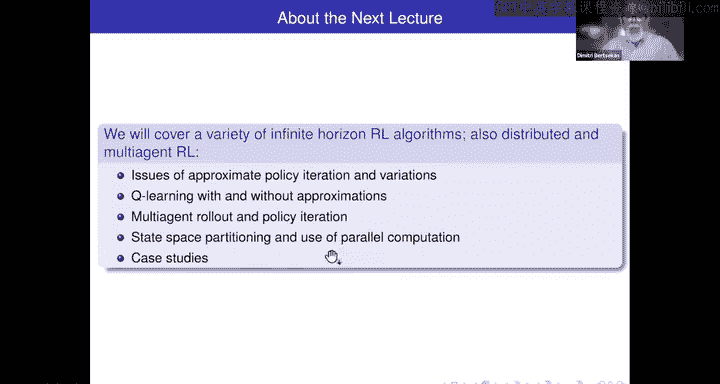 About the Next Lecture
Dimitri Bertsekas
We will cover a variety of infinite horizon RL algorithms; also distributed and
multiagent RL:
Issues of approximate policy iteration and variations
Q-learning with and without approximations
Multiagent rollout and policy iteration
State space partitioning and use of parallel computation
Case studies